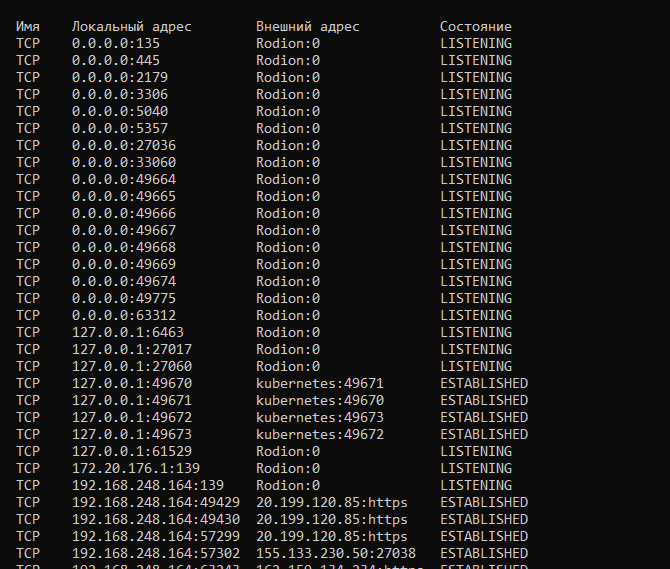 Имя Локальный адрес Внешний адрес Состояние
TCP 0.0.0.0:135 Rodion:0 LISTENING
TCP 0.0.0.0:445 Rodion:0 LISTENING
TCP 0.0.0.0:2179 Rodion:0 LISTENING
TCP 0.0.0.0:3306 Rodion:0 LISTENING
TCP 0.0.0.0:5040 Rodion:0 LISTENING
TCP 0.0.0.0:5357 Rodion:0 LISTENING
TCP 0.0.0.0:27036 Rodion:0 LISTENING
TCP 0.0.0.0:33060 Rodion:0 LISTENING
TCP 0.0.0.0:49664 Rodion:0 LISTENING
TCP 0.0.0.0:49665 Rodion:0 LISTENING
TCP 0.0.0.0:49666 Rodion:0 LISTENING
TCP 0.0.0.0:49667 Rodion:0 LISTENING
TCP 0.0.0.0:49668 Rodion:0 LISTENING
TCP 0.0.0.0:49669 Rodion:0 LISTENING
TCP 0.0.0.0:49674 Rodion:0 LISTENING
TCP 0.0.0.0:49775 Rodion:0 LISTENING
TCP 0.0.0.0:63312 Rodion:0 LISTENING
TCP 127.0.0.1:6463 Rodion:0 LISTENING
TCP 127.0.0.1:27017 Rodion:0 LISTENING
TCP 127.0.0.1:27060 Rodion:0 LISTENING
TCP 127.0.0.1:49670 kubernetes:49671 ESTABLISHED
TCP 127.0.0.1:49671 kubernetes:49670 ESTABLISHED
TCP 127.0.0.1:49672 kubernetes:49673 ESTABLISHED
TCP 127.0.0.1:49673 kubernetes:49672 ESTABLISHED
TCP 127.0.0.1:61529 Rodion:0 LISTENING
TCP 172.20.176.1:139 Rodion:0 LISTENING
TCP 192.168.248.164:139 Rodion:0 LISTENING
TCP 192.168.248.164:49429 20.199.120.85:https ESTABLISHED
TCP 192.168.248.164:49430 20.199.120.85:https ESTABLISHED
TCP 192.168.248.164:57299 20.199.120.85:https ESTABLISHED
TCP 192.168.248.164:57302 155.133.230.50:27038 ESTABLISHED
TCP ESTABLISHED